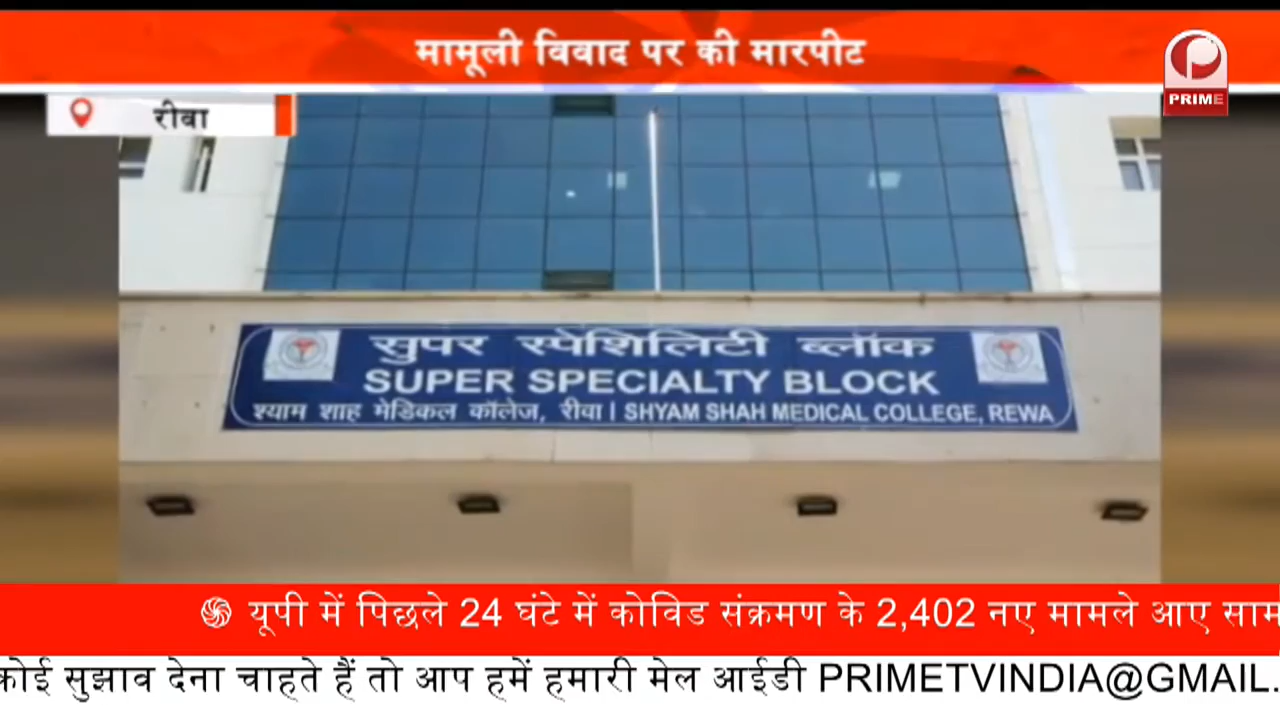 मामूली विवाद पर की मारपीट
PRIME
रीवा
सुपर स्पेशिलिटी ब्लॉक
SUPER SPECIALTY BLOCK
श्याम शाह मेडिकल कॉलेज, रीवा। SHYAM SHAH MEDICAL COLLEGE, REWA
यूपी में पिछले 24 घंटे में कोविड संक्रमण के 2,402 नए मामले आए साम
कोई सुझाव देना चाहते हैं तो आप हमें हमारी मेल आईडी PRIMETVINDIA@GMAIL.